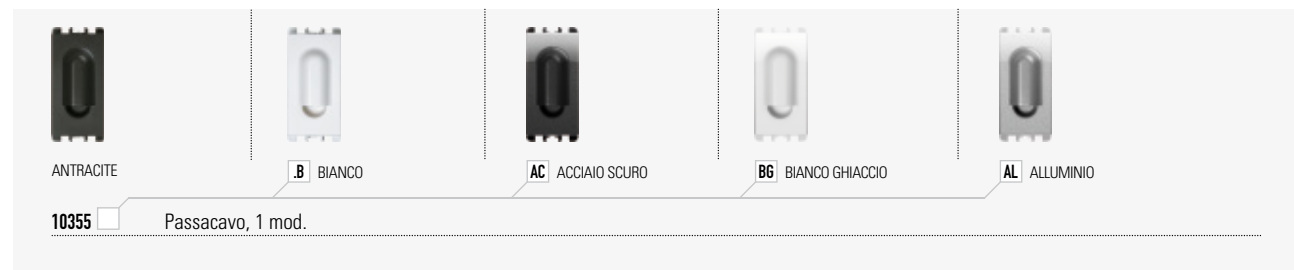 ANTRACITE .B BIANCO AC ACCIAIO SCURO BG BIANCO GHIACCIO AL ALLUMINIO
10355 Passacavo, 1 mod.